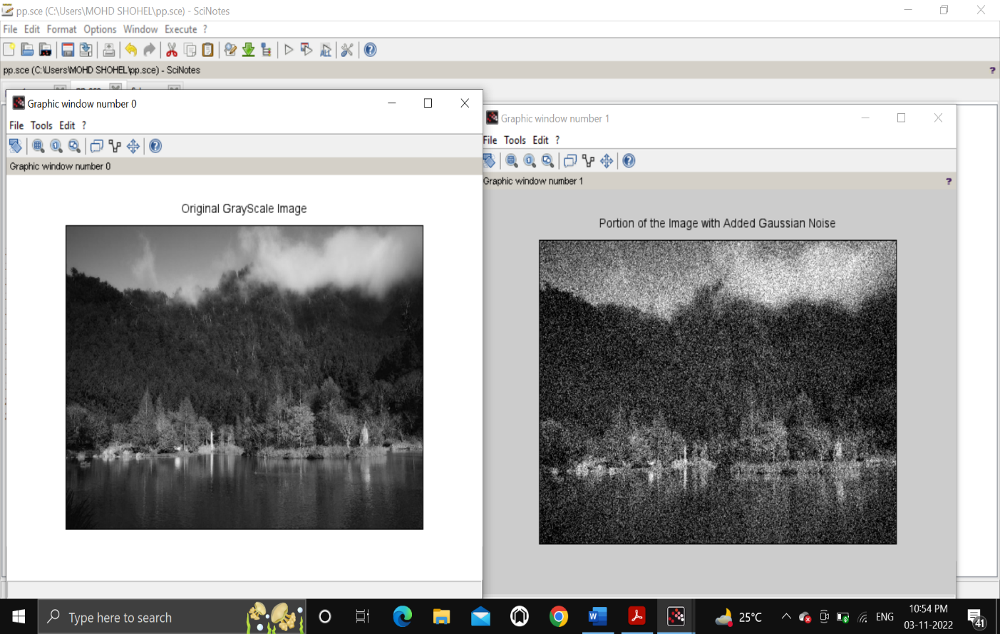 pp.sce (C:\Users\MOHD SHOHEL\pp.sce) - SciNotes
File Edit Format Options Window Execute ?
pp.sce (C:\Users\MOHD SHOHEL\pp.sce) - SciNotes
?
Graphic window number 0
File Tools Edit ?
Graphic window number 0
Original GrayScale Image
Graphic window number 1
File Tools Edit ?
Graphic window number 1
?
Portion of the Image with Added Gaussian Noise
Type here to search
25°C
ENG
10:54 PM
03-11-2022
41